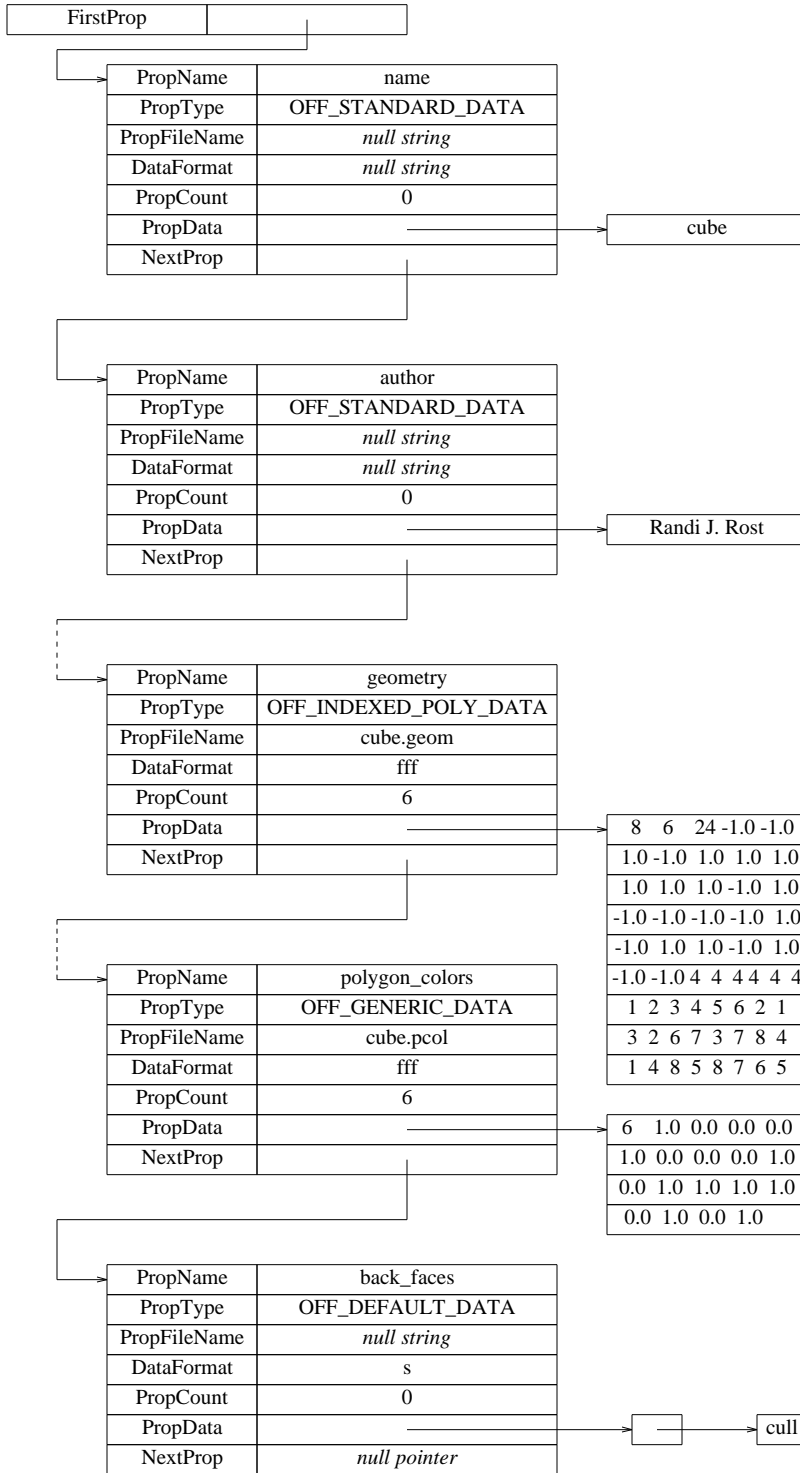 FirstProp
PropName name
PropType OFF_STANDARD_DATA
PropFileName null string
DataFormat null string
PropCount 0
PropData cube
NextProp
PropName author
PropType OFF_STANDARD_DATA
PropFileName null string
DataFormat null string
PropCount 0
PropData Randi J. Rost
NextProp
PropName geometry
PropType OFF_INDEXED_POLY_DATA
PropFileName cube.geom
DataFormat fff
PropCount 6
PropData
NextProp
8 6 24 -1.0 -1.0
1.0 -1.0 1.0 1.0 1.0
1.0 1.0 1.0 -1.0 1.0
-1.0 -1.0 -1.0 -1.0 1.0
-1.0 1.0 1.0 -1.0 1.0
-1.0 -1.0 4 4 4 4 4 4
1 2 3 4 5 6 2 1
3 2 6 7 3 7 8 4
1 4 8 5 8 7 6 5
PropName polygon_colors
PropType OFF_GENERIC_DATA
PropFileName cube.pcol
DataFormat fff
PropCount 6
PropData
NextProp
6 1.0 0.0 0.0 0.0
1.0 0.0 0.0 0.0 1.0
0.0 1.0 1.0 1.0 1.0
0.0 1.0 0.0 1.0
PropName back_faces
PropType OFF_DEFAULT_DATA
PropFileName null string
DataFormat s
PropCount 0
PropData cull
NextProp null pointer